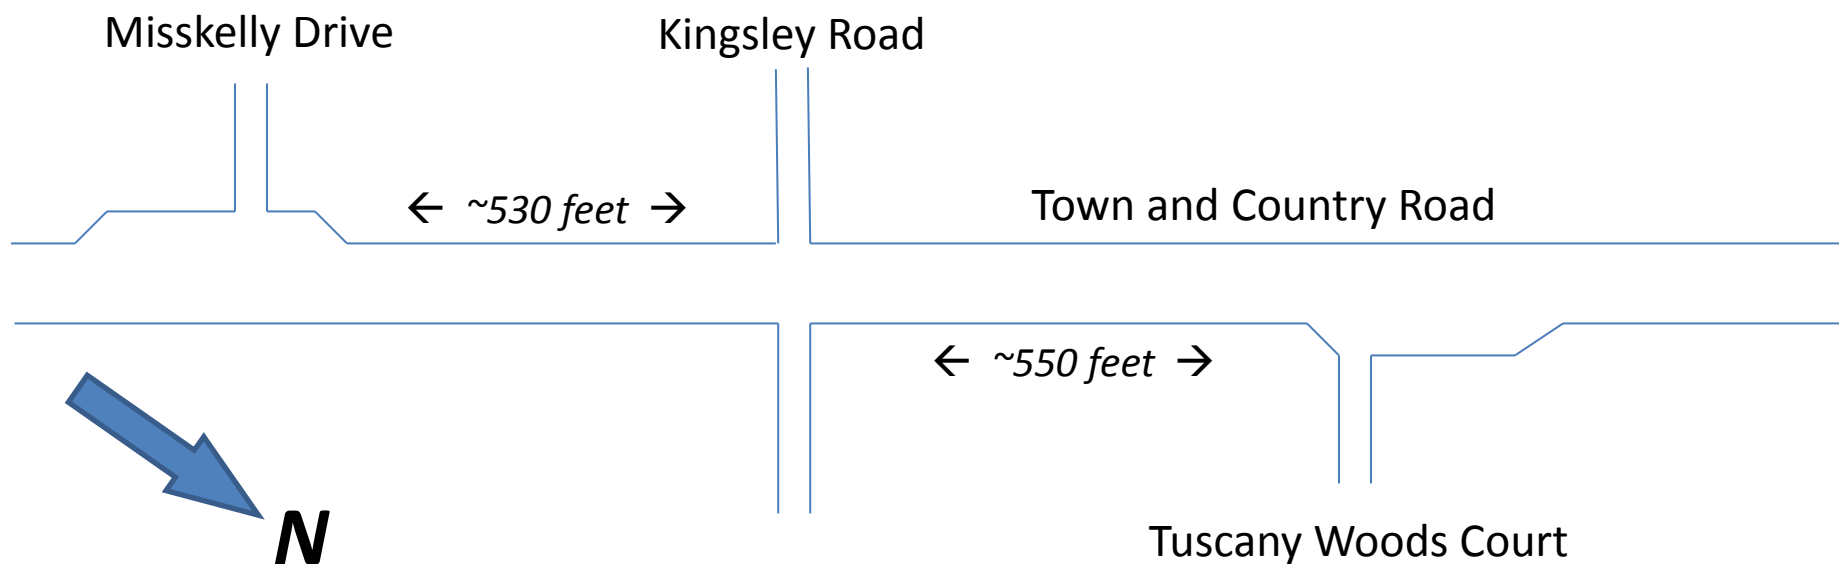 Misskelly Drive
Kingsley Road
← ~530 feet →
Town and Country Road
← ~550 feet →
N
Tuscany Woods Court